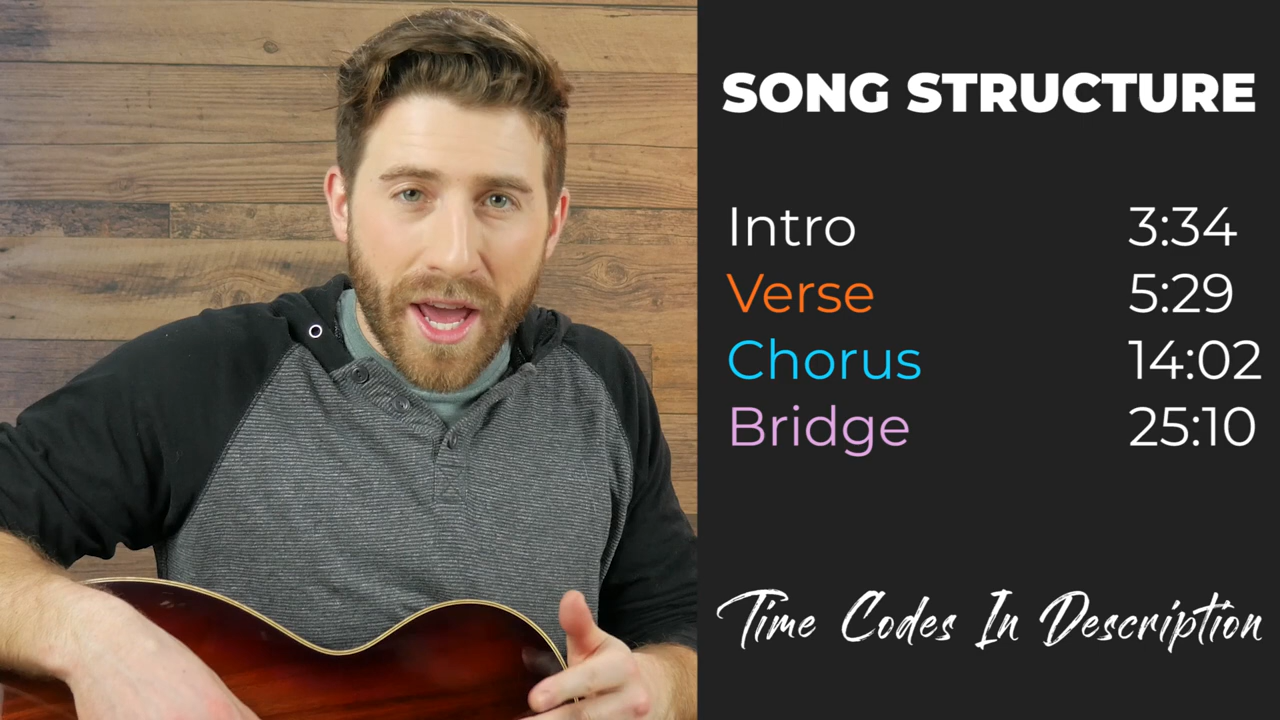 SONG STRUCTURE
Intro 3:34
Verse 5:29
Chorus 14:02
Bridge 25:10
Time Codes In Description